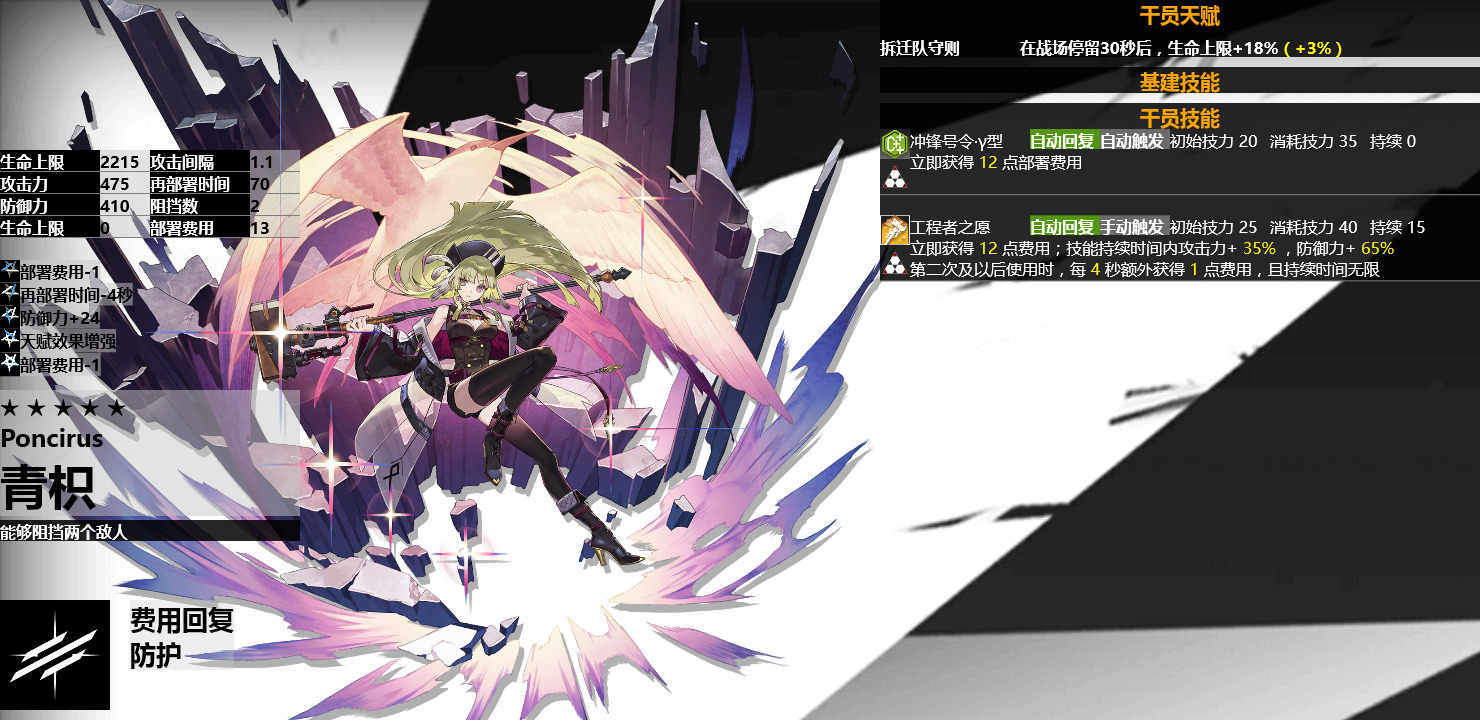 生命上限 2215 攻击间隔 1.1
攻击力 475 再部署时间 70
防御力 410 阻挡数 2
生命上限 0 部署费用 13
部署费用-1
再部署时间-4秒
防御力+24
天赋效果增强
部署费用-1
★ ★ ★ ★ ★
Poncirus
青枳
能够阻挡两个敌人
费用回复
防护
干员天赋
拆迁队守则 在战场停留30秒后，生命上限+18%（+3%）
基建技能
干员技能
冲锋号令·γ型 自动回复 自动触发 初始技力 20 消耗技力 35 持续 0
立即获得 12 点部署费用
工程者之愿 自动回复 手动触发 初始技力 25 消耗技力 40 持续 15
立即获得 12 点费用；技能持续时间内攻击力+ 35% ，防御力+ 65%
第二次及以后使用时，每 4 秒额外获得 1 点费用，且持续时间无限